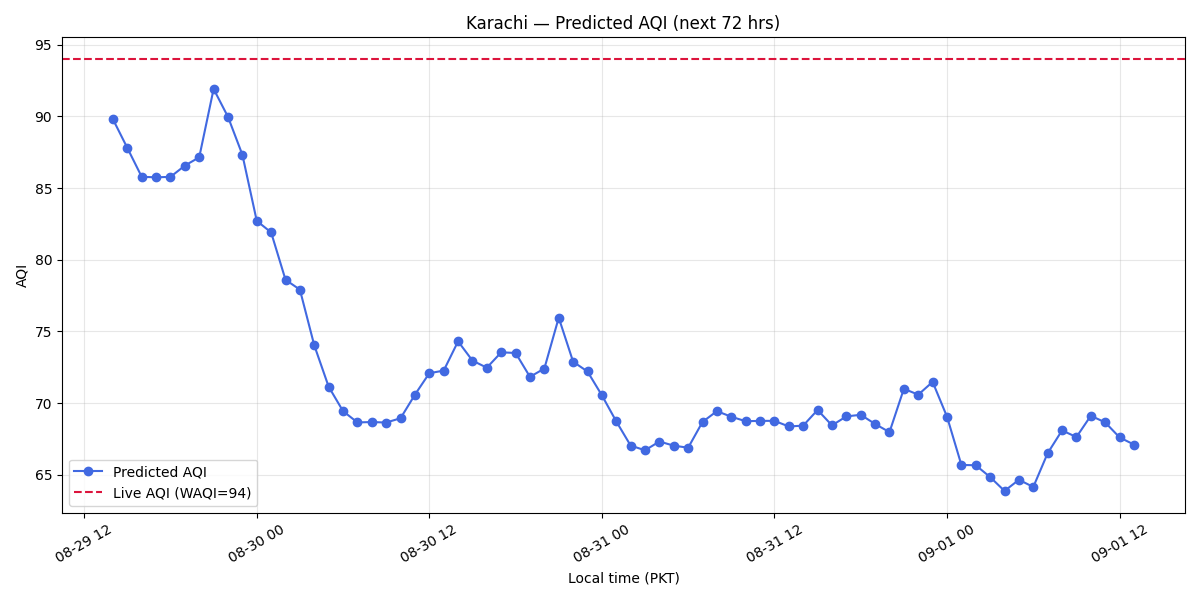 Karachi — Predicted AQI (next 72 hrs)
95
90
85
80
75
70
65
AQI
Predicted AQI
Live AQI (WAQI=94)
08-29 12
08-30 00
08-30 12
08-31 00
08-31 12
09-01 00
09-01 12
Local time (PKT)